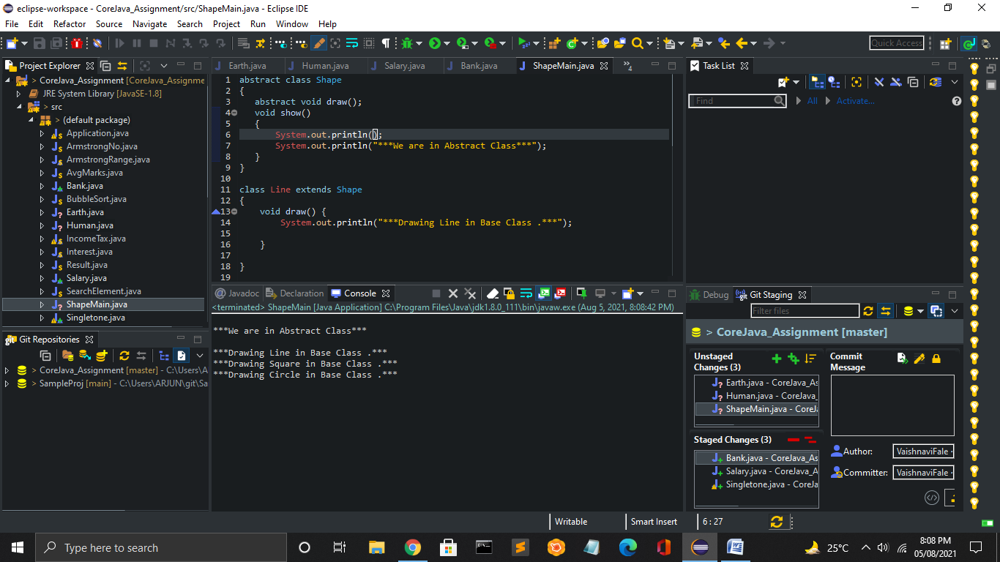 eclipse-workspace - CoreJava_Assignment/src/ShapeMain.java - Eclipse IDE
File Edit Refactor Source Navigate Search Project Run Window Help
Quick Access
Project Explorer
> CoreJava_Assignment [CoreJava_Assignme
JRE System Library [JavaSE-1.8]
> src
> (default package)
Application.java
ArmstrongNo.java
ArmstrongRange.java
AvgMarks.java
Bank.java
BubbleSort.java
Earth.java
Human.java
IncomeTax.java
Interest.java
Result.java
Salary.java
SearchElement.java
ShapeMain.java
Singletone.java
Git Repositories
> CoreJava_Assignment [master] - C:\Users\A
> SampleProj [main] - C:\Users\ARJUN\git\Sa
Earth.java Human.java Salary.java Bank.java ShapeMain.java »4
1 abstract class Shape
2 {
3 abstract void draw();
4 void show()
5 {
6 System.out.println();
7 System.out.println("***We are in Abstract Class***");
8 }
9 }
10
11 class Line extends Shape
12 {
13 void draw() {
14 System.out.println("***Drawing Line in Base Class .***");
15
16 }
17
18 }
19
Javadoc Declaration Console
<terminated> ShapeMain [Java Application] C:\Program Files\Java\jdk1.8.0_111\bin\javaw.exe (Aug 5, 2021, 8:08:42 PM)
***We are in Abstract Class***
***Drawing Line in Base Class .***
***Drawing Square in Base Class .***
***Drawing Circle in Base Class .***
Task List
Find All Activate...
Debug Git Staging
Filter files
> CoreJava_Assignment [master]
Unstaged Changes (3)
Earth.java - CoreJava_As
Human.java - CoreJava_
ShapeMain.java - CoreJa
Staged Changes (3)
Bank.java - CoreJava_As
Salary.java - CoreJava_A
Singletone.java - CoreJa
Commit Message
Author: VaishnaviFale
Committer: VaishnaviFale
Writable Smart Insert 6 : 27
Type here to search
25°C
8:08 PM
05/08/2021